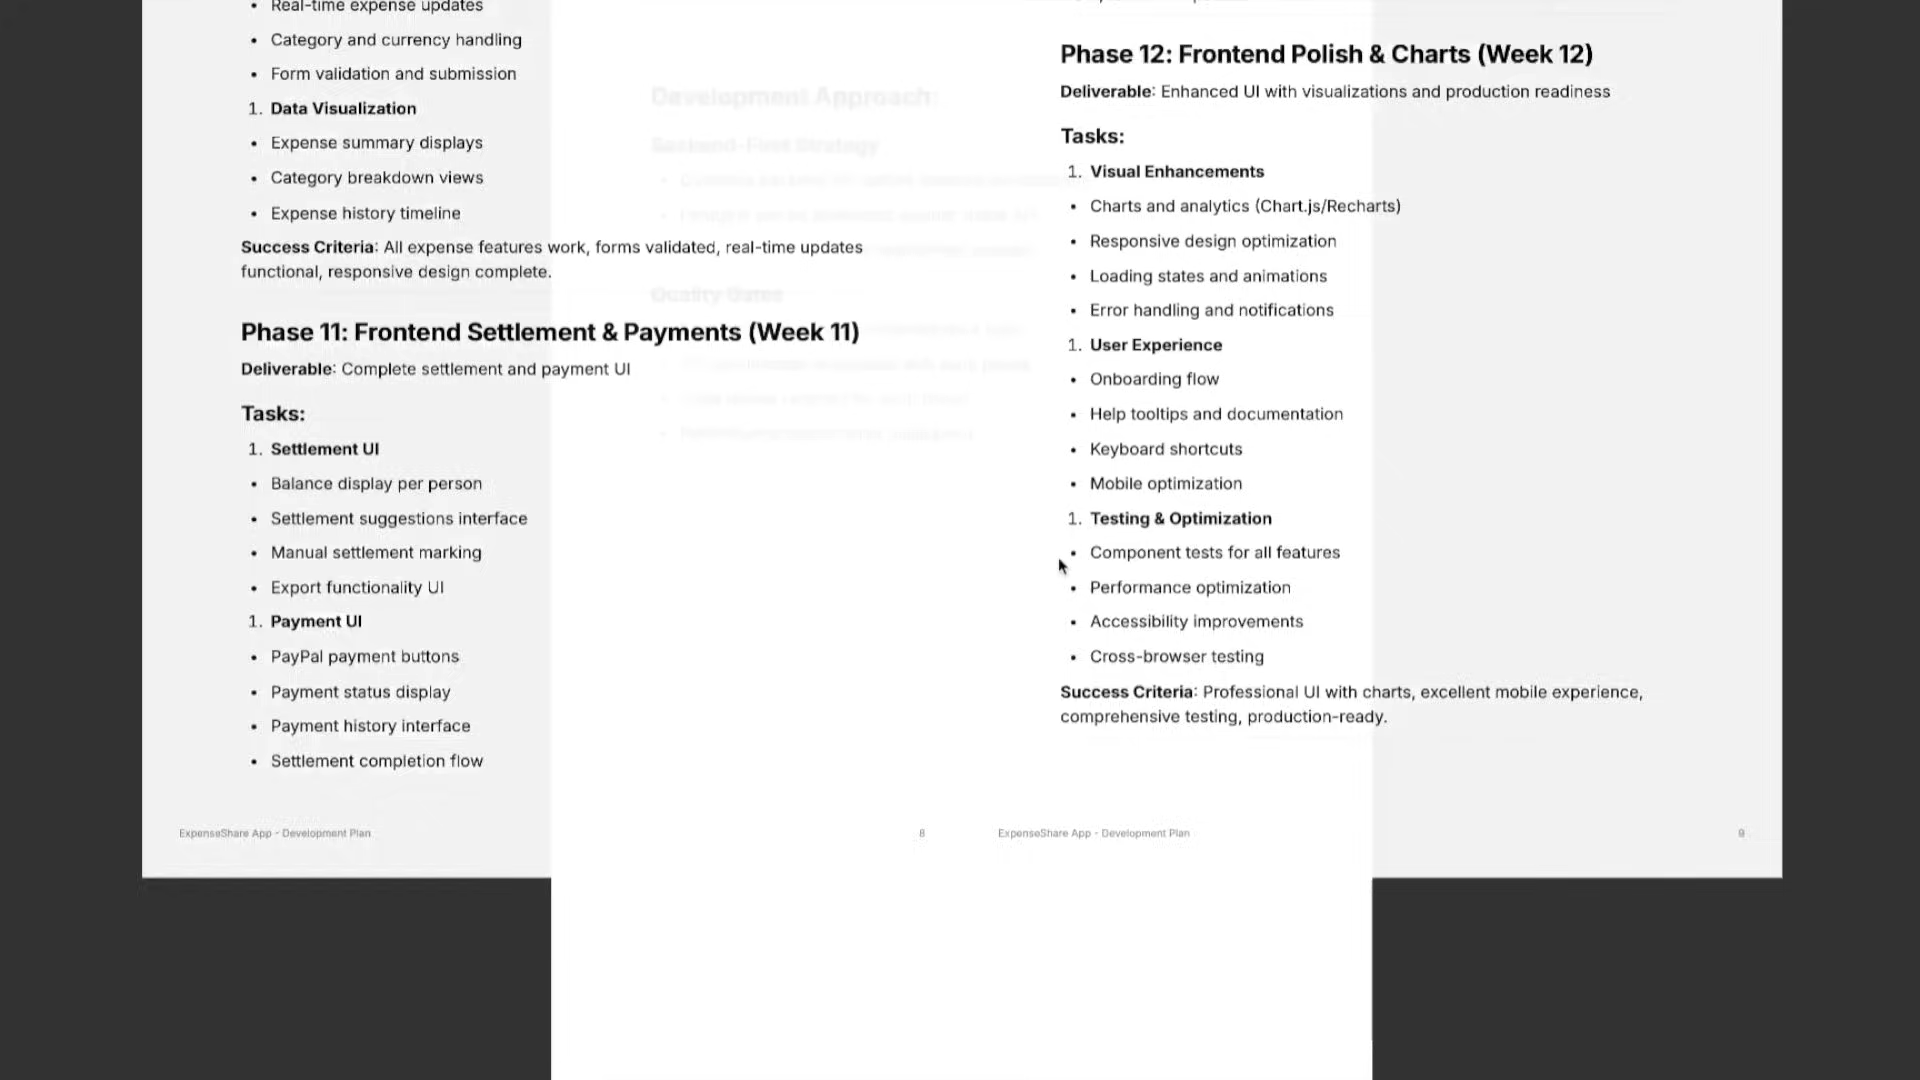 Real-time expense updates
Category and currency handling
Form validation and submission
1. Data Visualization
Expense summary displays
Category breakdown views
Expense history timeline
Success Criteria: All expense features work, forms validated, real-time updates
functional, responsive design complete.
Phase 11: Frontend Settlement & Payments (Week 11)
Deliverable: Complete settlement and payment UI
Tasks:
1. Settlement UI
Balance display per person
Settlement suggestions interface
Manual settlement marking
Export functionality UI
1. Payment UI
PayPal payment buttons
Payment status display
Payment history interface
Settlement completion flow
ExpenseShare App - Development Plan
8
Development Approach:
Backend-First Strategy
Quality Gates
Phase 12: Frontend Polish & Charts (Week 12)
Deliverable: Enhanced UI with visualizations and production readiness
Tasks:
1. Visual Enhancements
Charts and analytics (Chart.js/Recharts)
Responsive design optimization
Loading states and animations
Error handling and notifications
1. User Experience
Onboarding flow
Help tooltips and documentation
Keyboard shortcuts
Mobile optimization
1. Testing & Optimization
Component tests for all features
Performance optimization
Accessibility improvements
Cross-browser testing
Success Criteria: Professional UI with charts, excellent mobile experience,
comprehensive testing, production-ready.
ExpenseShare App - Development Plan
9